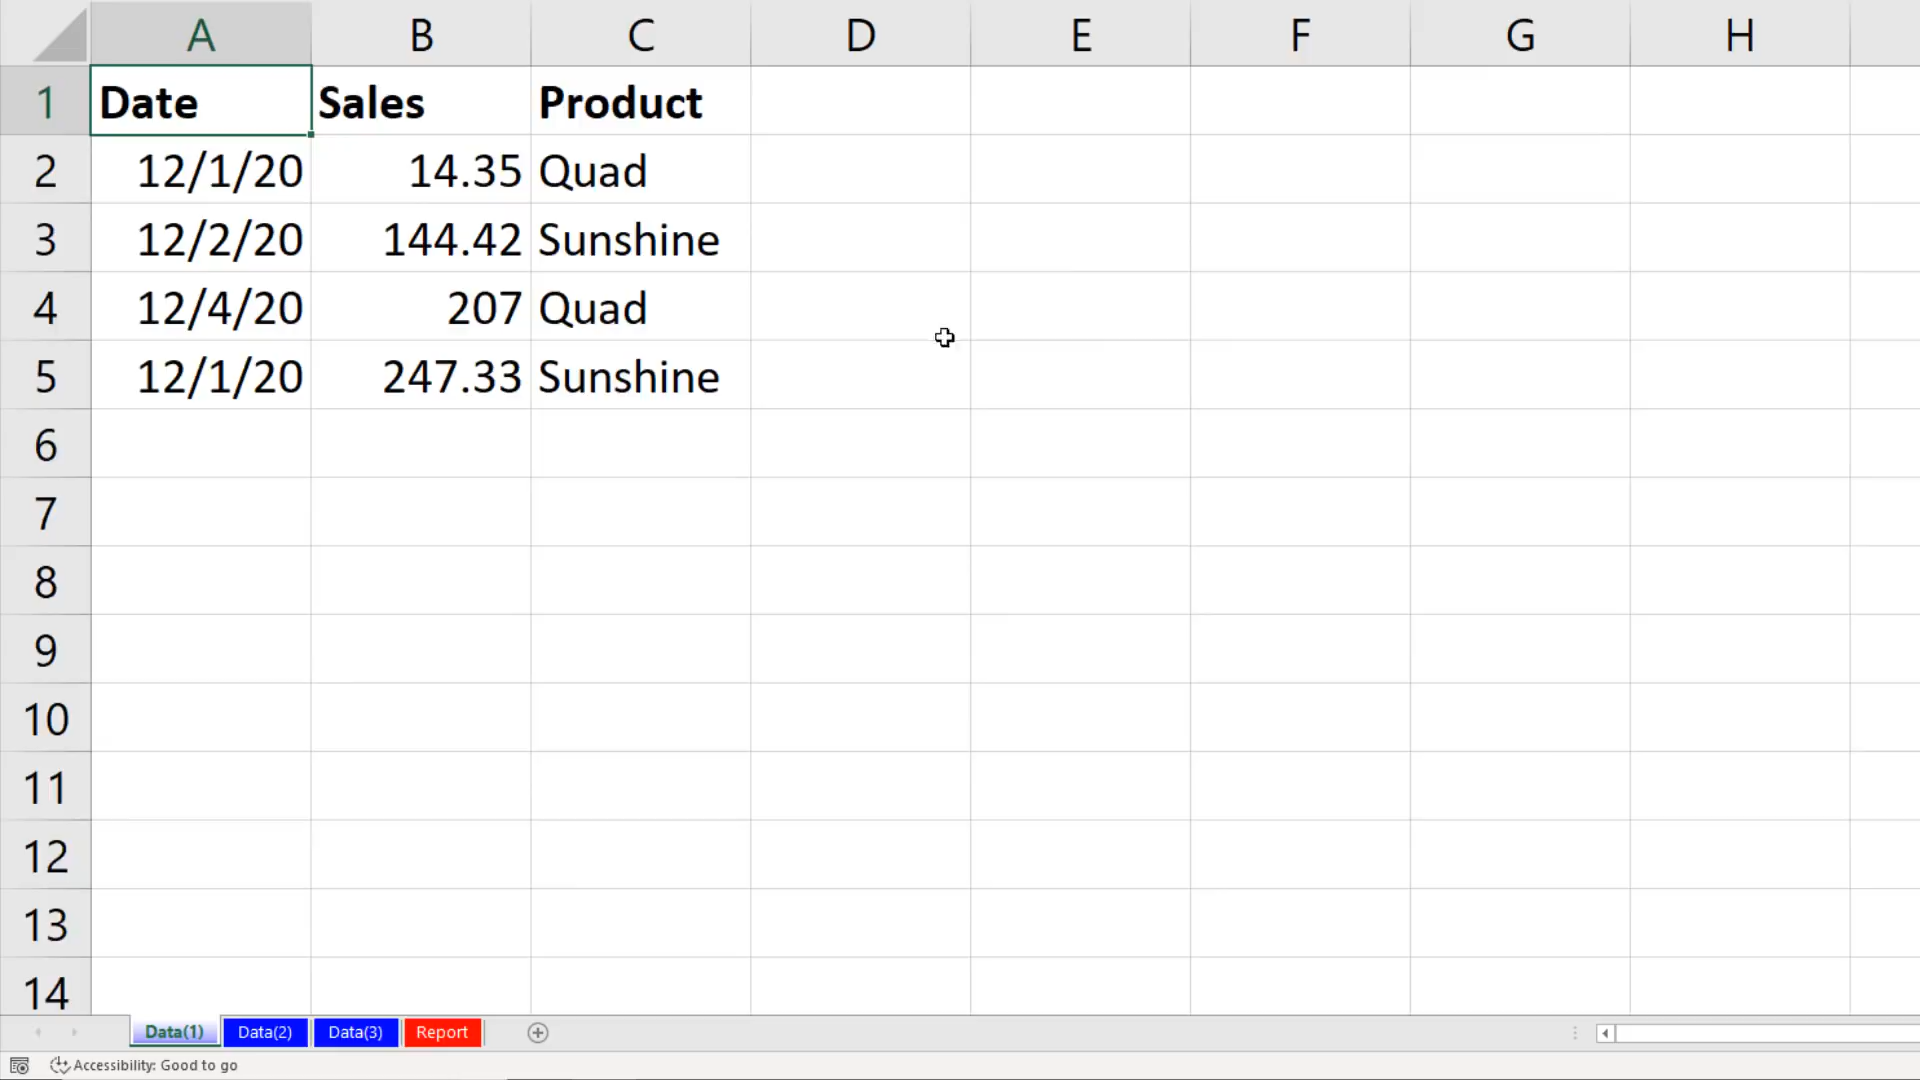 A B C D E F G H
1 Date Sales Product
2 12/1/20 14.35 Quad
3 12/2/20 144.42 Sunshine
4 12/4/20 207 Quad
5 12/1/20 247.33 Sunshine
6
7
8
9
10
11
12
13
14
Data(1) Data(2) Data(3) Report
Accessibility: Good to go